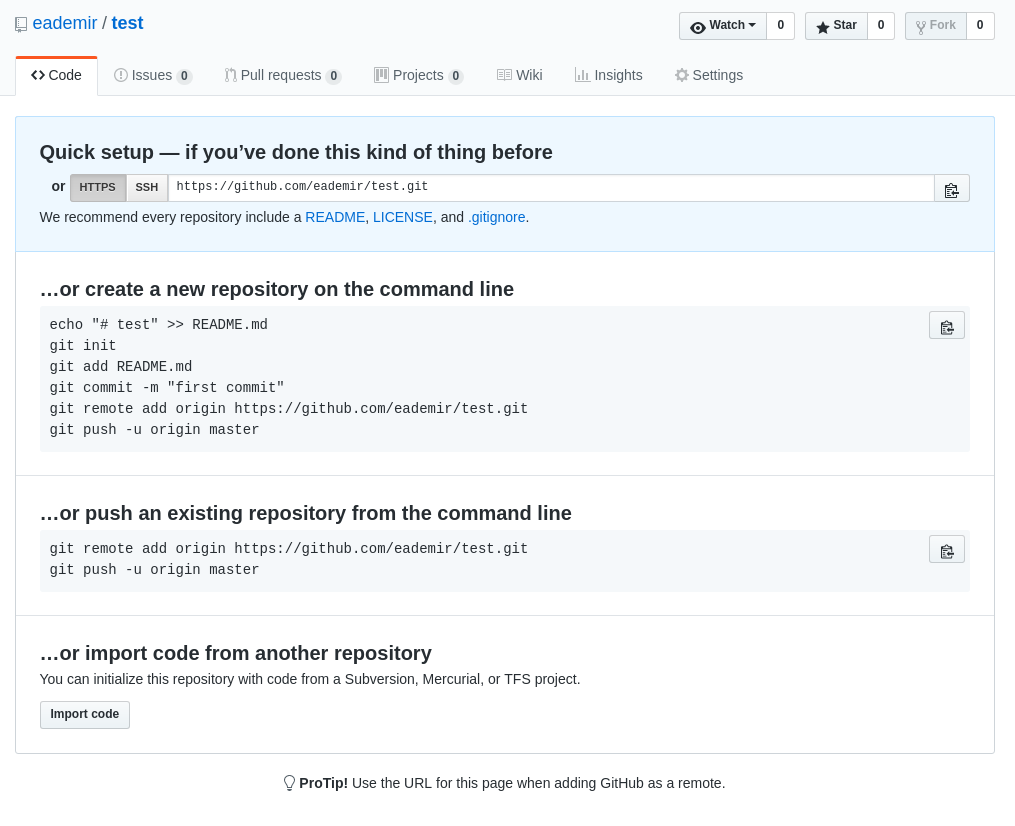 eademir / test
Watch 0 Star 0 Fork 0
Code Issues 0 Pull requests 0 Projects 0 Wiki Insights Settings
Quick setup — if you’ve done this kind of thing before
or HTTPS SSH https://github.com/eademir/test.git
We recommend every repository include a README, LICENSE, and .gitignore.
…or create a new repository on the command line
echo "# test" >> README.md
git init
git add README.md
git commit -m "first commit"
git remote add origin https://github.com/eademir/test.git
git push -u origin master
…or push an existing repository from the command line
git remote add origin https://github.com/eademir/test.git
git push -u origin master
…or import code from another repository
You can initialize this repository with code from a Subversion, Mercurial, or TFS project.
Import code
ProTip! Use the URL for this page when adding GitHub as a remote.